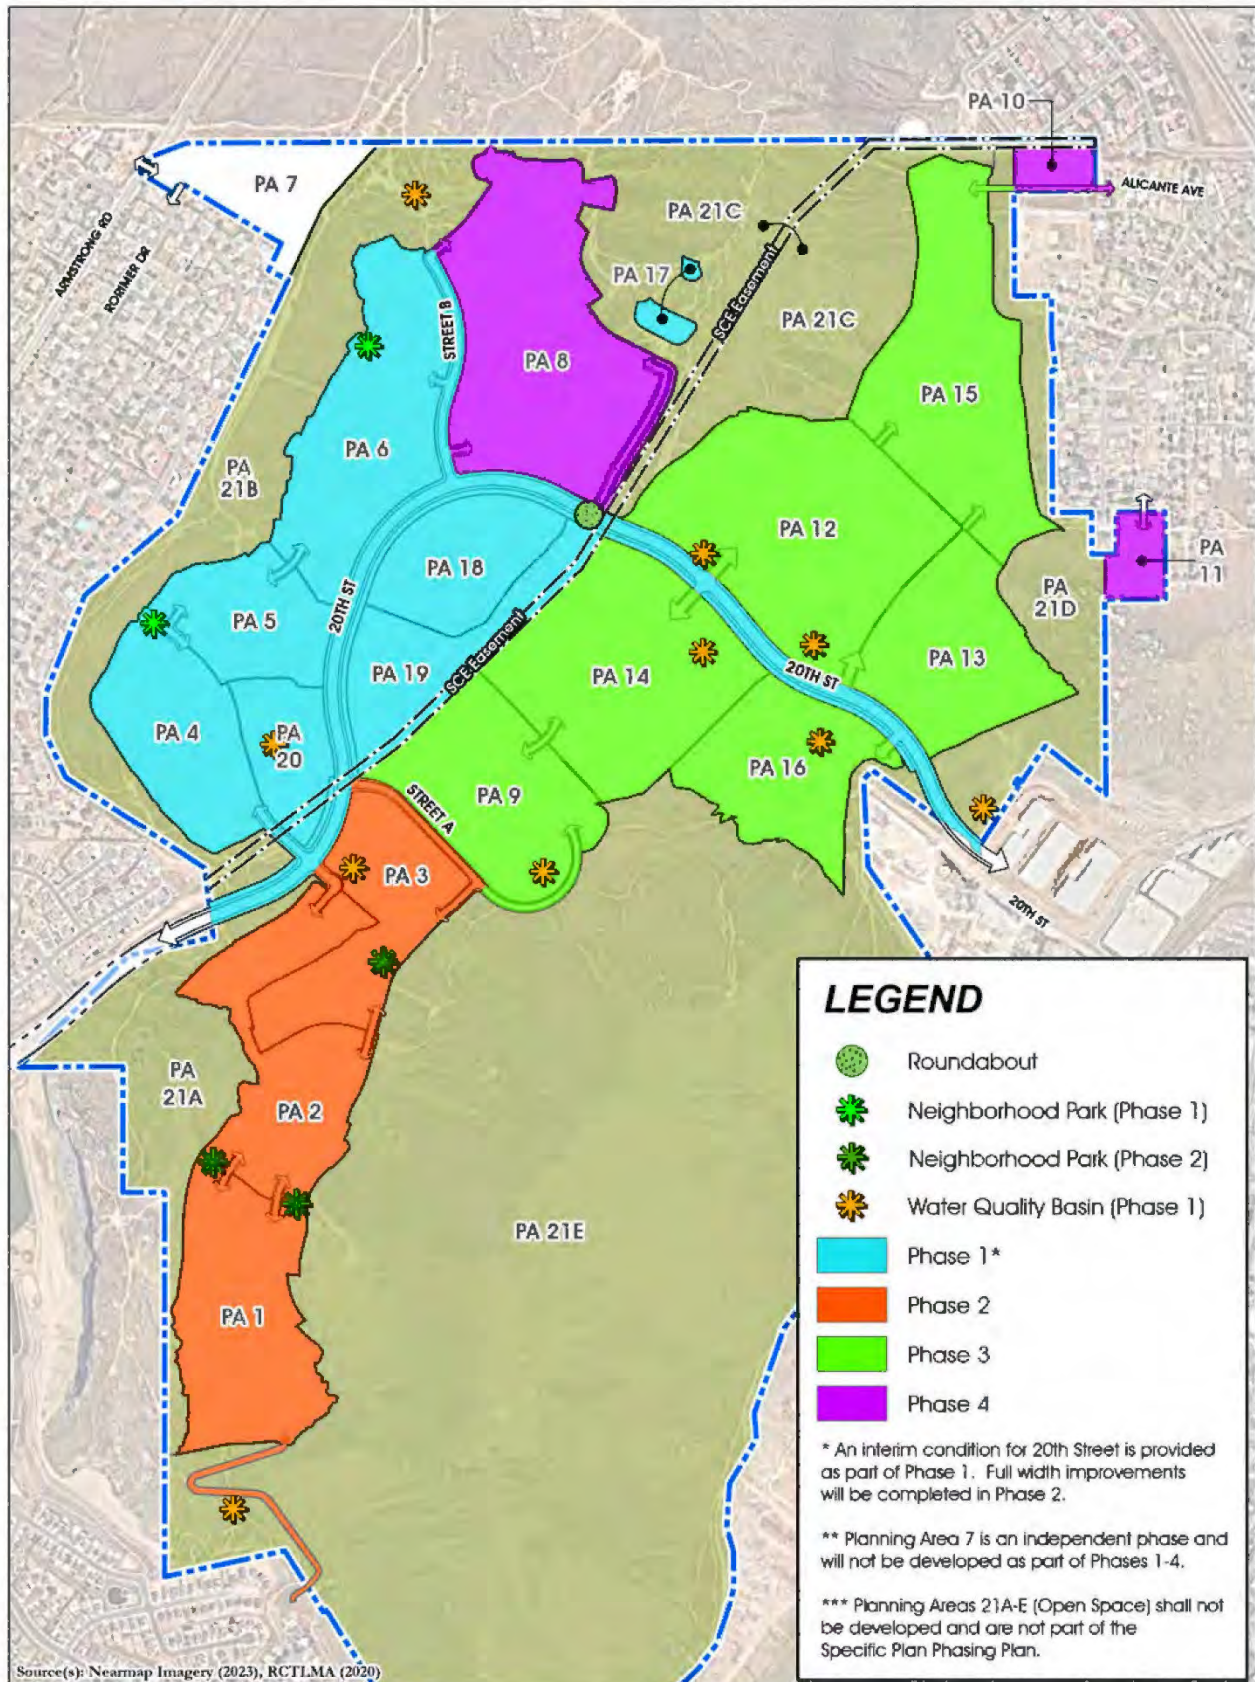 PA 10
PA 7
ALICANTE AVE
PA 21C
ARMSTRONG RD
RORIMER DR
PA 17
SCE Easement
PA 21C
STREET B
PA 8
PA 15
PA 6
PA
21B
PA 12
PA
11
PA 18
PA
21D
20TH ST
PA 5
SCE Easement
PA 13
PA 19
PA 14
20TH ST
PA 4
PA
20
PA 16
PA 9
STREET A
PA 3
20TH ST
PA
21A
PA 2
PA 21E
PA 1
LEGEND
Roundabout
Neighborhood Park (Phase 1)
Neighborhood Park (Phase 2)
Water Quality Basin (Phase 1)
Phase 1*
Phase 2
Phase 3
Phase 4
* An interim condition for 20th Street is provided
as part of Phase 1. Full width improvements
will be completed in Phase 2.
** Planning Area 7 is an independent phase and
will not be developed as part of Phases 1-4.
*** Planning Areas 21A-E (Open Space) shall not
be developed and are not part of the
Specific Plan Phasing Plan.
Source(s): Nearmap Imagery (2023), RCTLMA (2020)